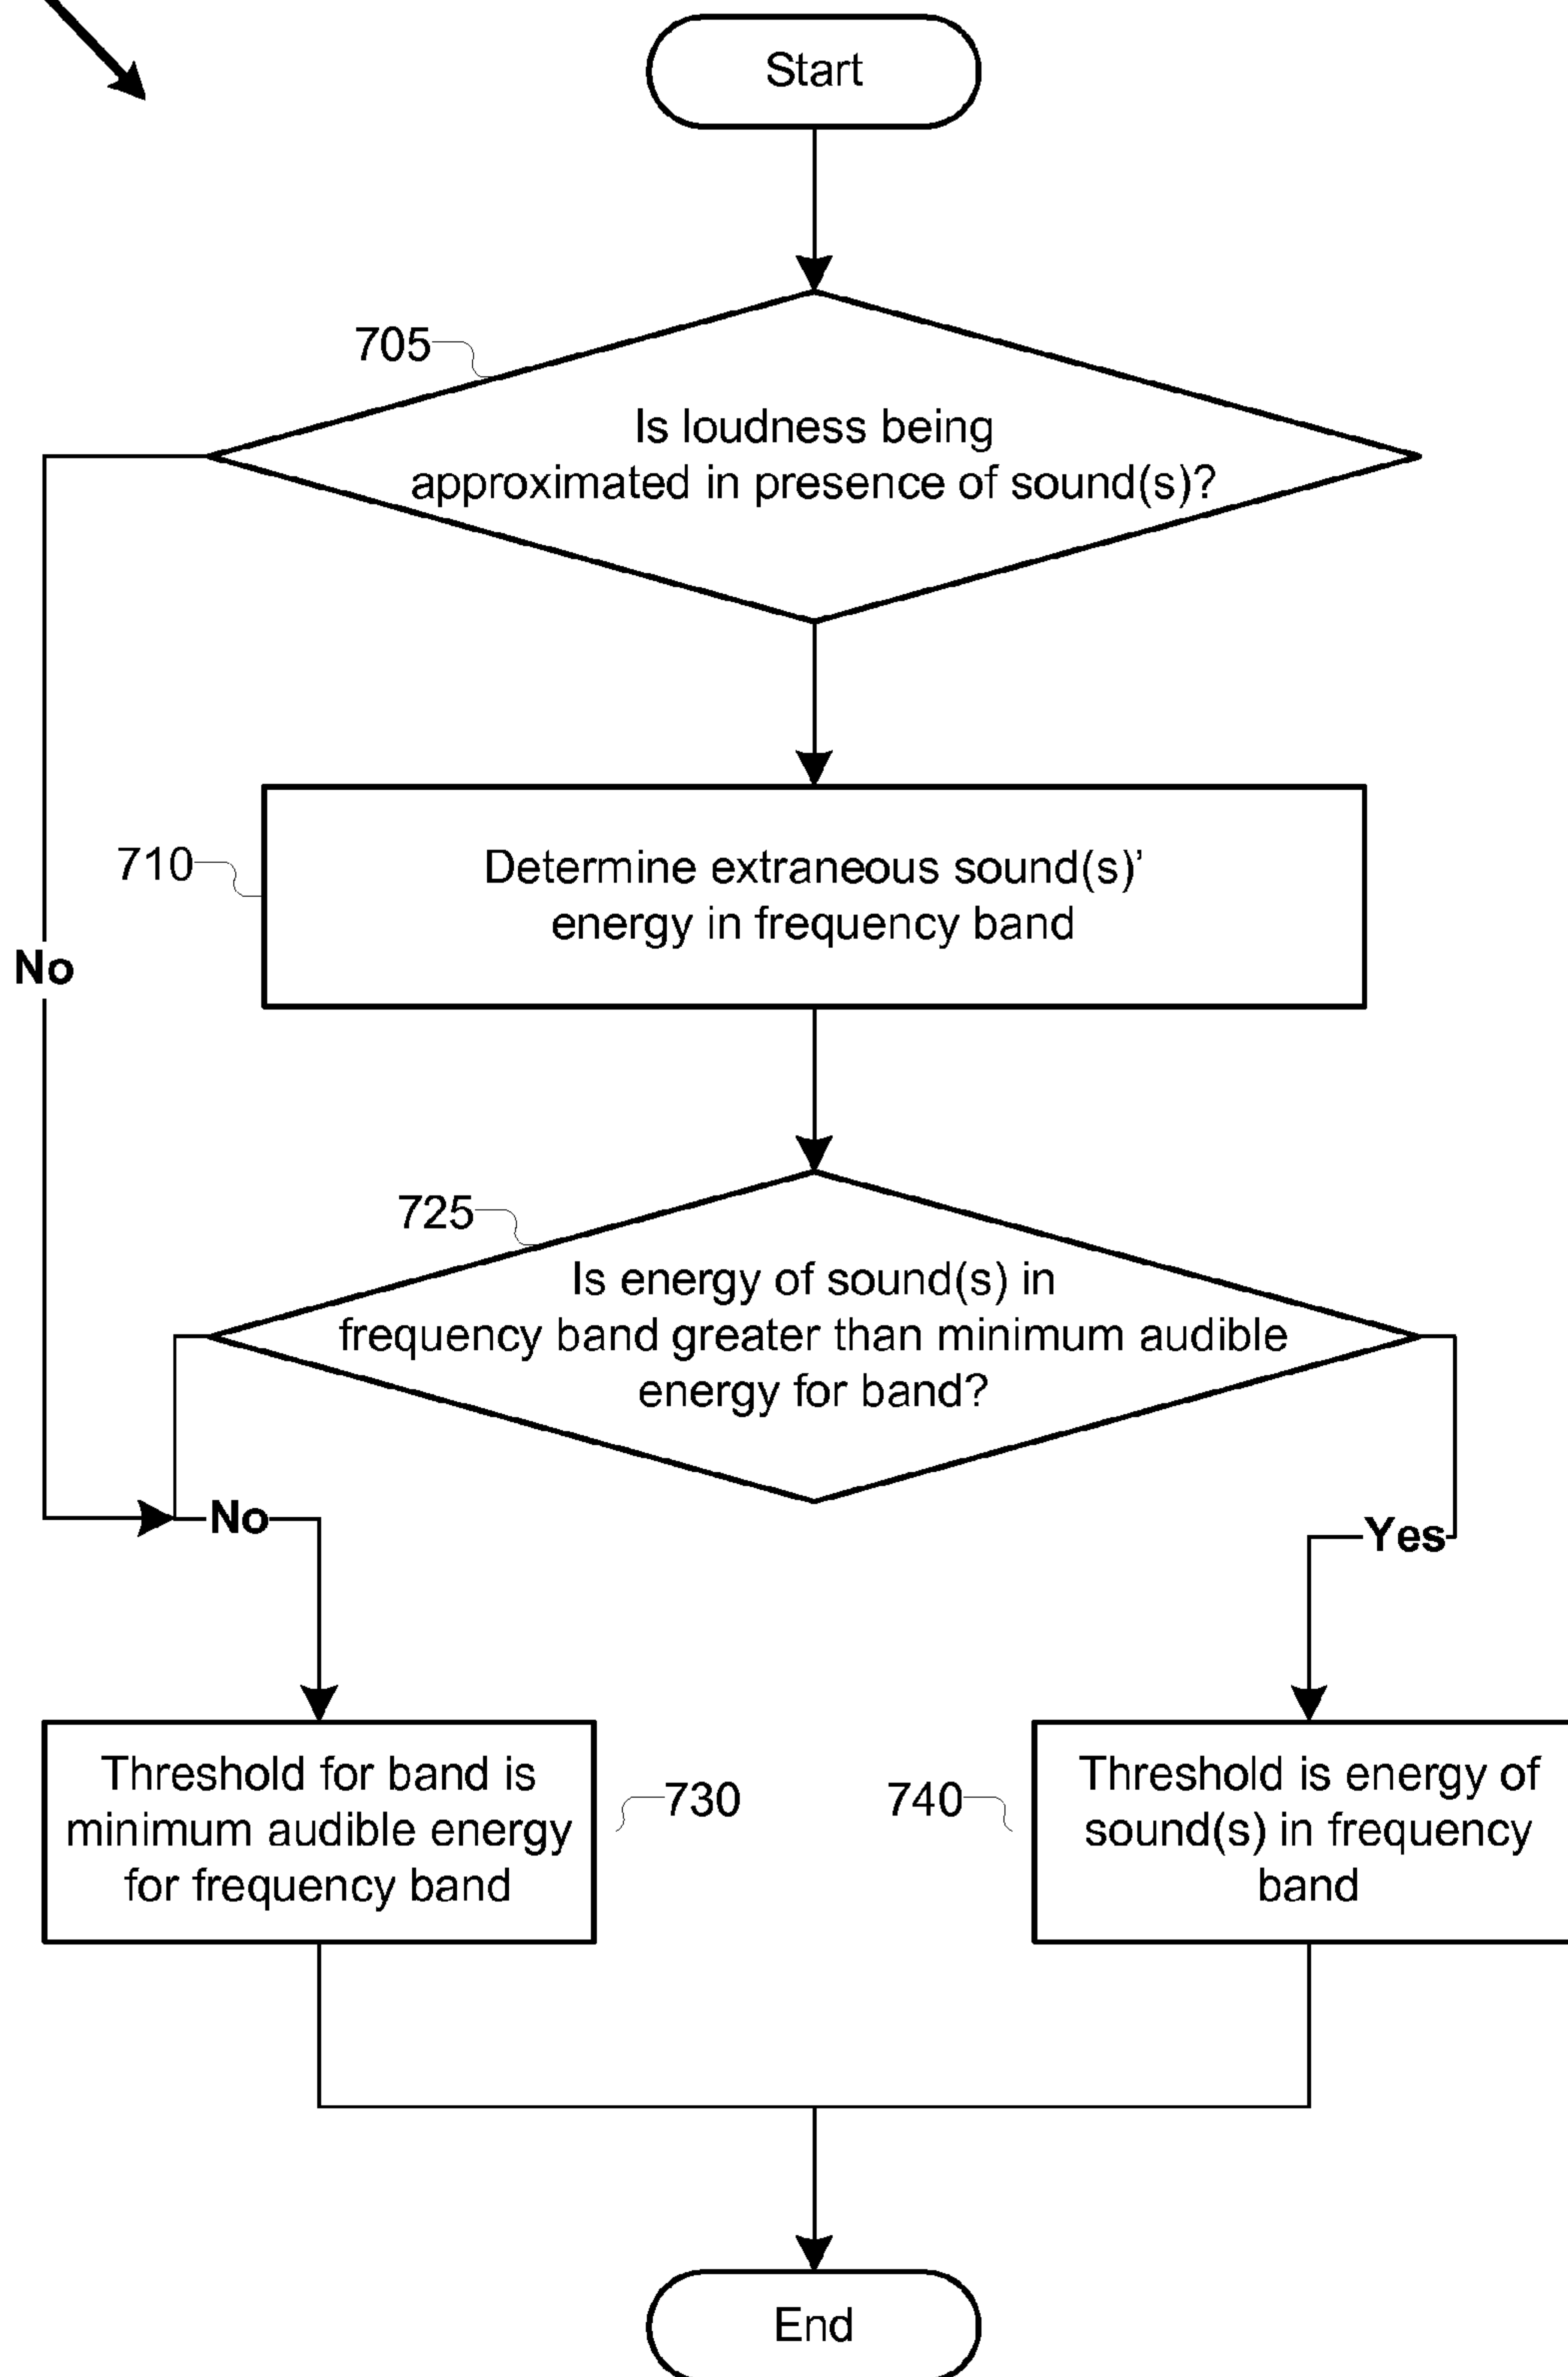 Start
705
Is loudness being
approximated in presence of sound(s)?
710
Determine extraneous sound(s)’
energy in frequency band
No
725
Is energy of sound(s) in
frequency band greater than minimum audible
energy for band?
No
Yes
Threshold for band is
minimum audible energy
for frequency band
730
740
Threshold is energy of
sound(s) in frequency
band
End